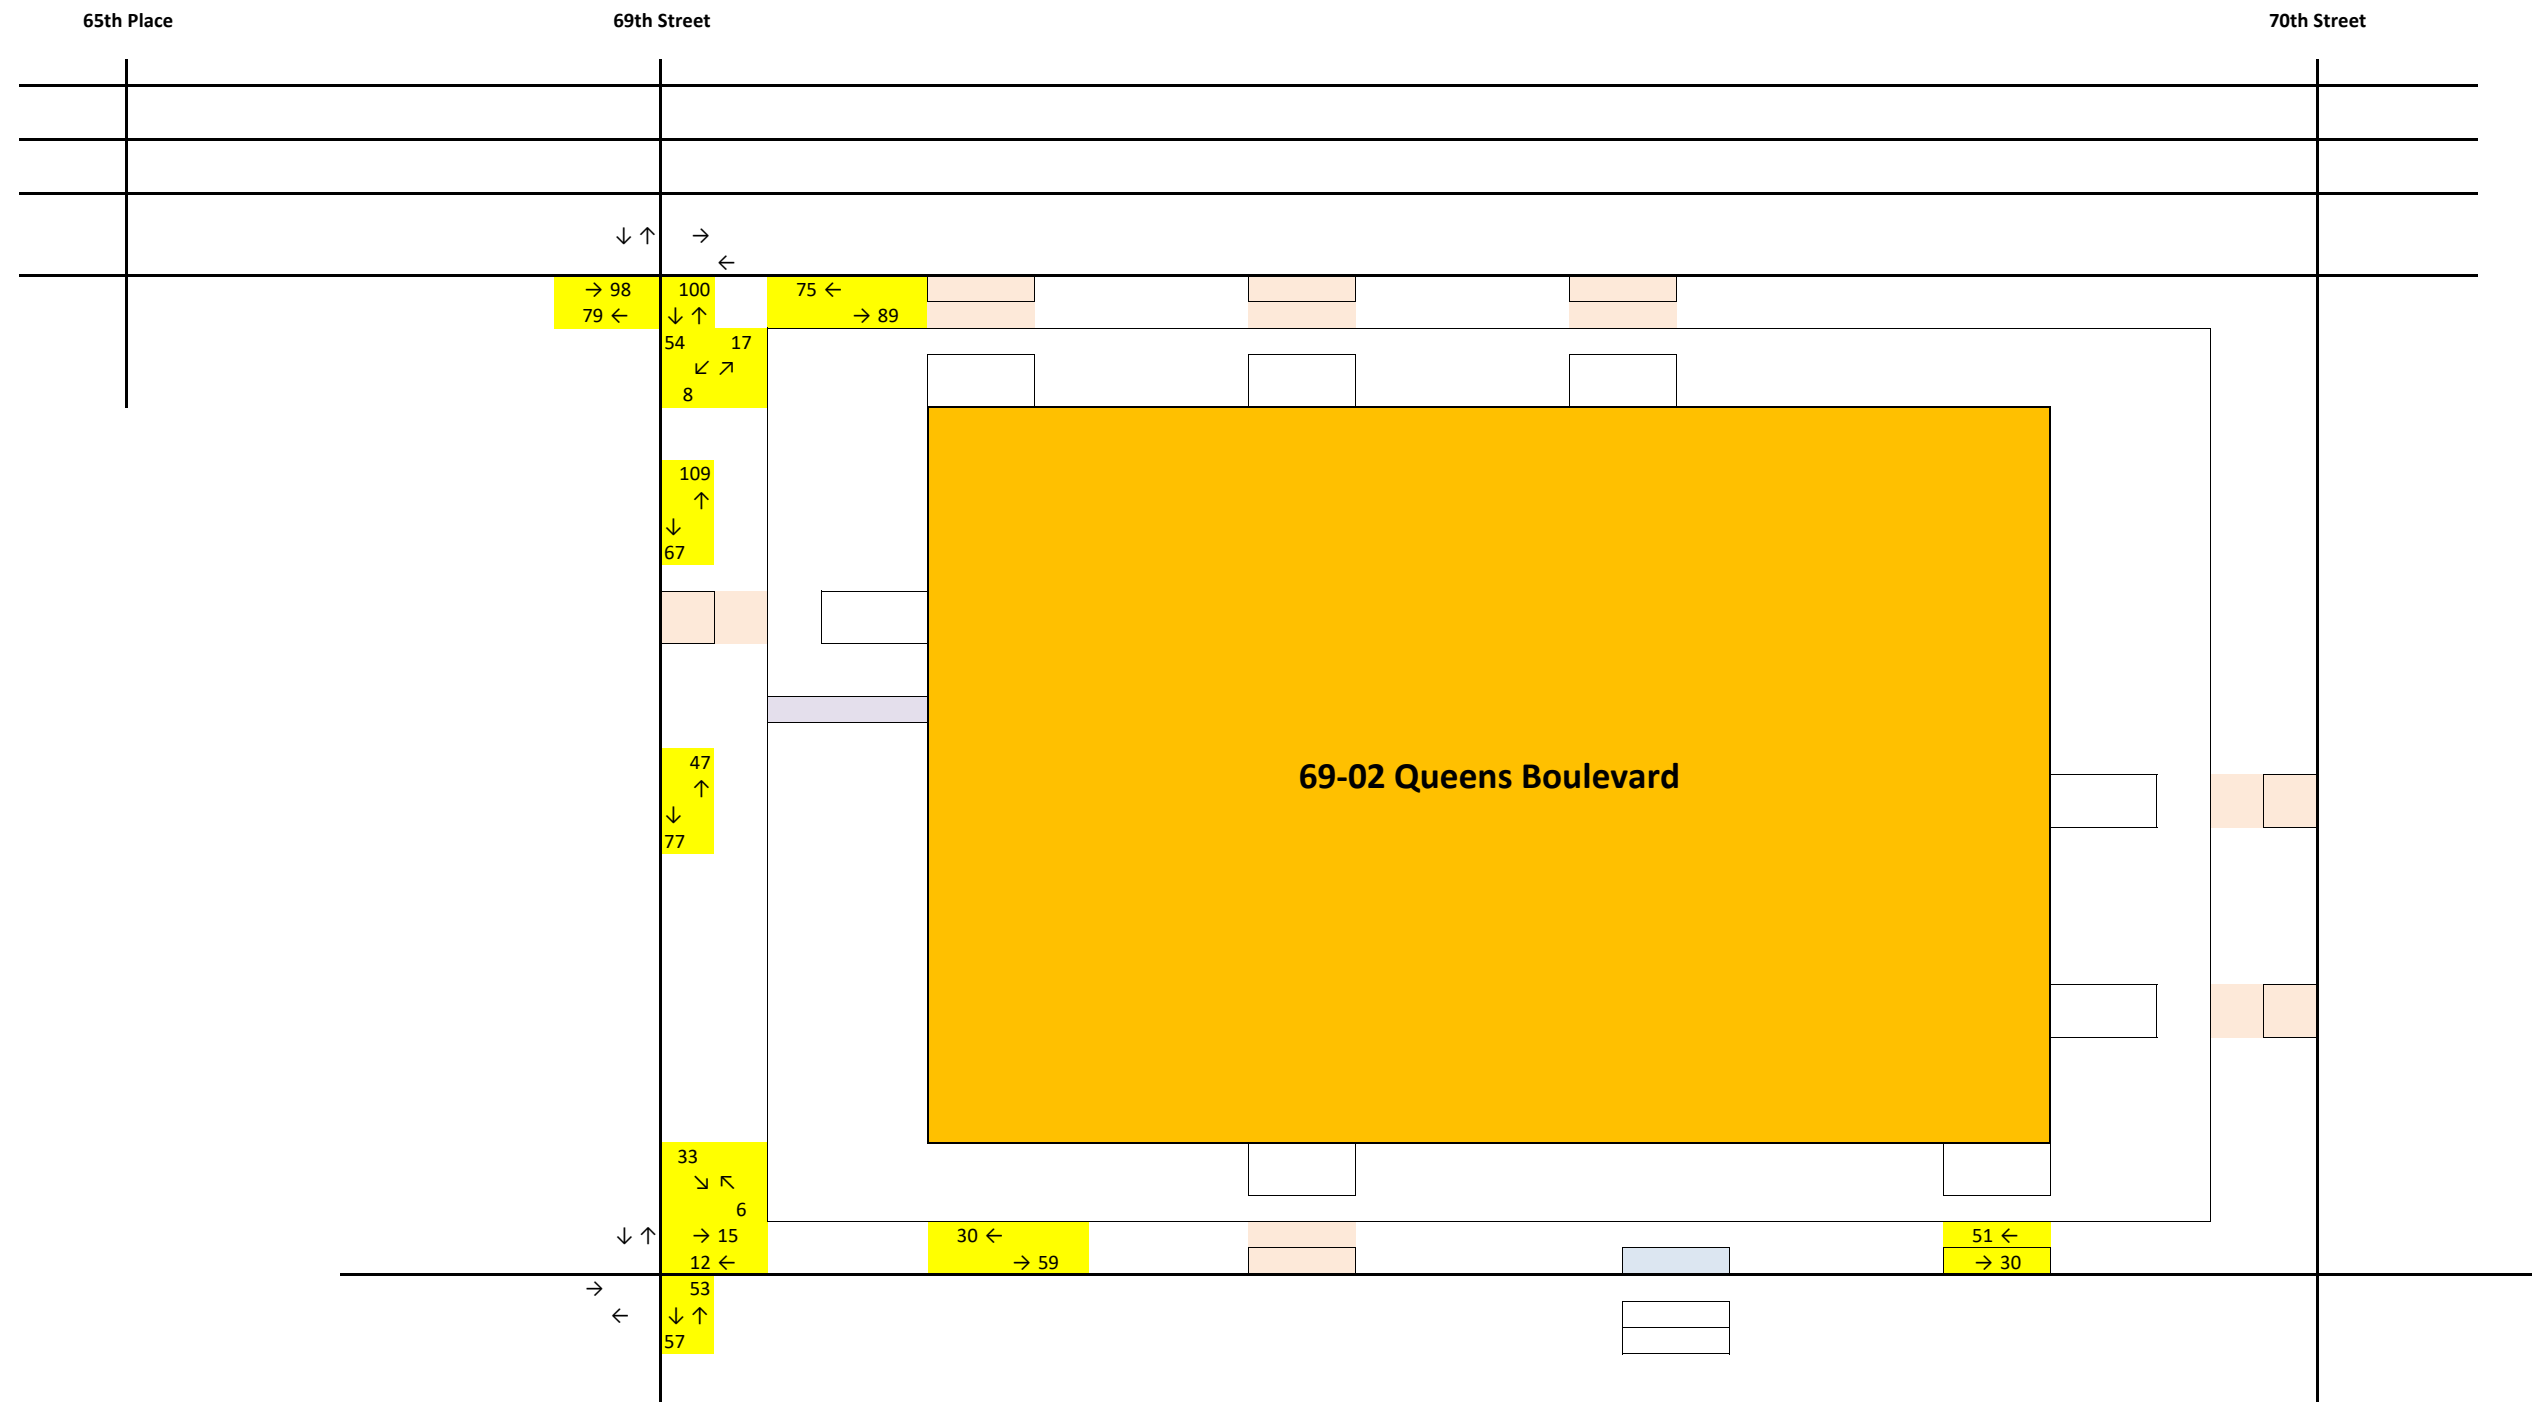 65th Place 69th Street 70th Street
↓ ↑ →
←
→ 98 100 75 ←
79 ← ↓ ↑ → 89
54 17
↙ ↗
8
109
↑
↓
67
47
↑
69-02 Queens Boulevard
↓
77
33
↘ ↖
6
↓ ↑ → 15 30 ← 51 ←
12 ← → 59 → 30
→ 53
← ↓ ↑
57